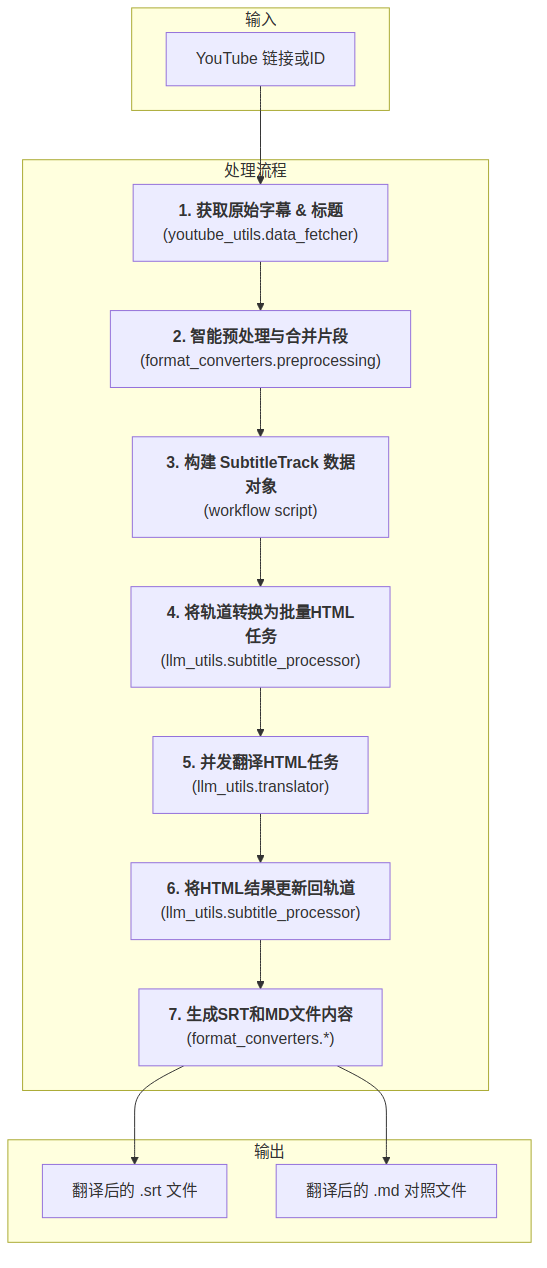 输入
YouTube 链接或ID
处理流程
1. 获取原始字幕 & 标题
(youtube_utils.data_fetcher)
2. 智能预处理与合并片段
(format_converters.preprocessing)
3. 构建 SubtitleTrack 数据
对象
(workflow script)
4. 将轨道转换为批量HTML
任务
(llm_utils.subtitle_processor)
5. 并发翻译HTML任务
(llm_utils.translator)
6. 将HTML结果更新回轨道
(llm_utils.subtitle_processor)
7. 生成SRT和MD文件内容
(format_converters.*)
输出
翻译后的 .srt 文件
翻译后的 .md 对照文件